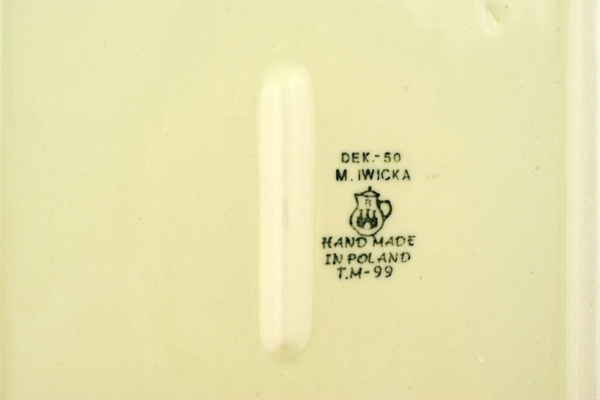 DEK.-50
M. IWICKA
B
HAND MADE
IN POLAND
T.M-99